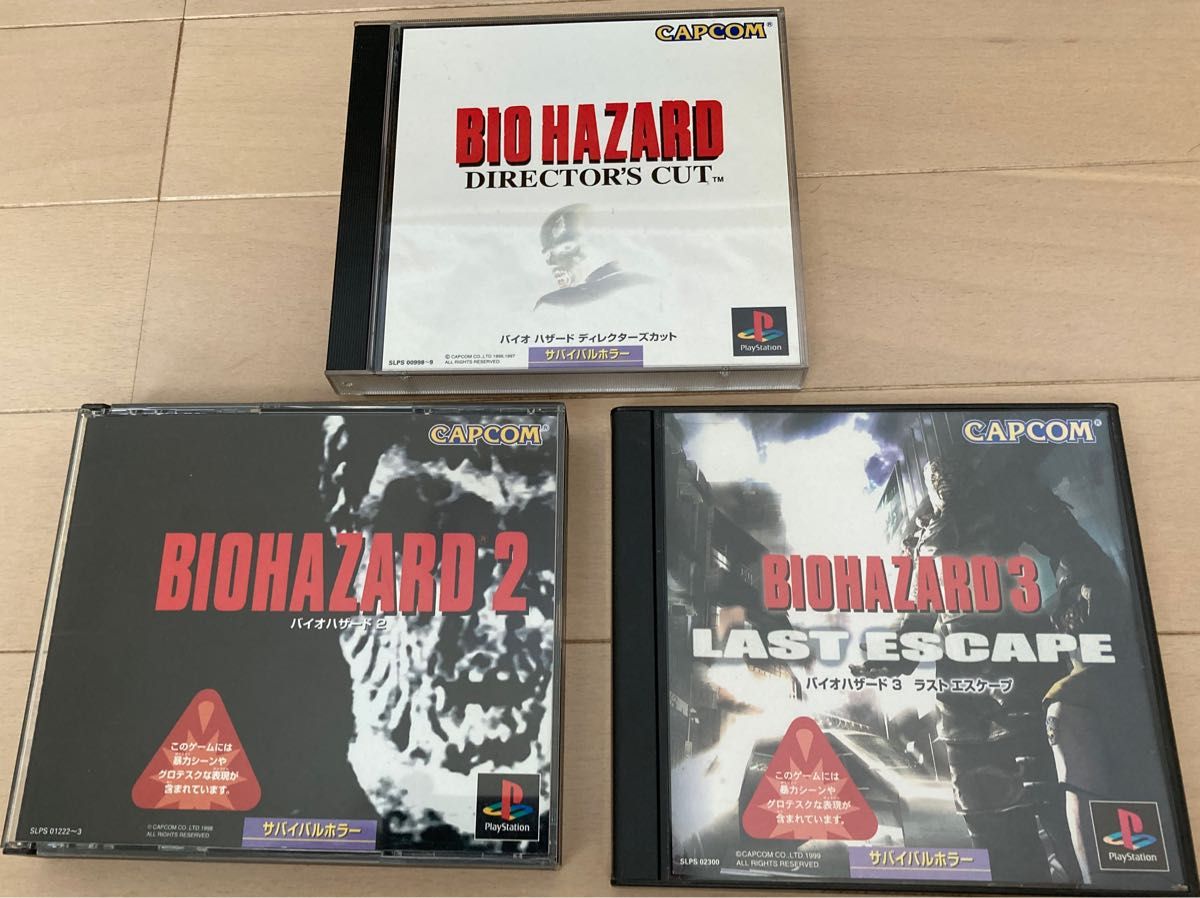 CAPCOM®
BIO HAZARD
DIRECTOR'S CUT™
バイオ ハザード ディレクターズカット
SLPS 00998~9
© CAPCOM CO., LTD 1996,1997
ALL RIGHTS RESERVED.
サバイバルホラー
PlayStation
CAPCOM®
BIOHAZARD 2
バイオハザード 2
このゲームには
暴力シーンや
グロテスクな表現が
含まれています。
SLPS 01222~3
© CAPCOM CO., LTD 1998
ALL RIGHTS RESERVED
サバイバルホラー
PlayStation
CAPCOM®
BIOHAZARD 3
LAST ESCAPE
バイオハザード 3 ラスト エスケープ
このゲームには
暴力シーンや
グロテスクな表現が
含まれています。
SLPS 02300
© CAPCOM CO., LTD.1999
ALL RIGHTS RESERVED.
サバイバルホラー
PlayStation